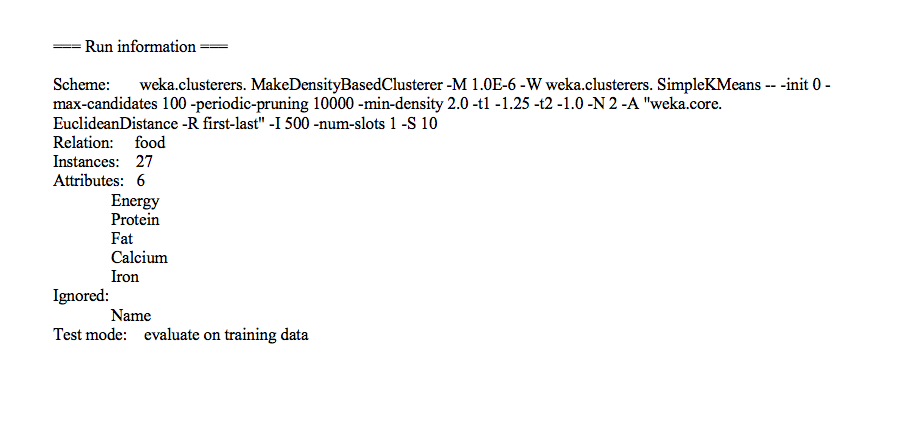 === Run information ===
Scheme: weka.clusterers. MakeDensityBasedClusterer -M 1.0E-6 -W weka.clusterers. SimpleKMeans -- -init 0 -
max-candidates 100 -periodic-pruning 10000 -min-density 2.0 -t1 -1.25 -t2 -1.0 -N 2 -A "weka.core.
EuclideanDistance -R first-last" -I 500 -num-slots 1 -S 10
Relation: food
Instances: 27
Attributes: 6
Energy
Protein
Fat
Calcium
Iron
Ignored:
Name
Test mode: evaluate on training data